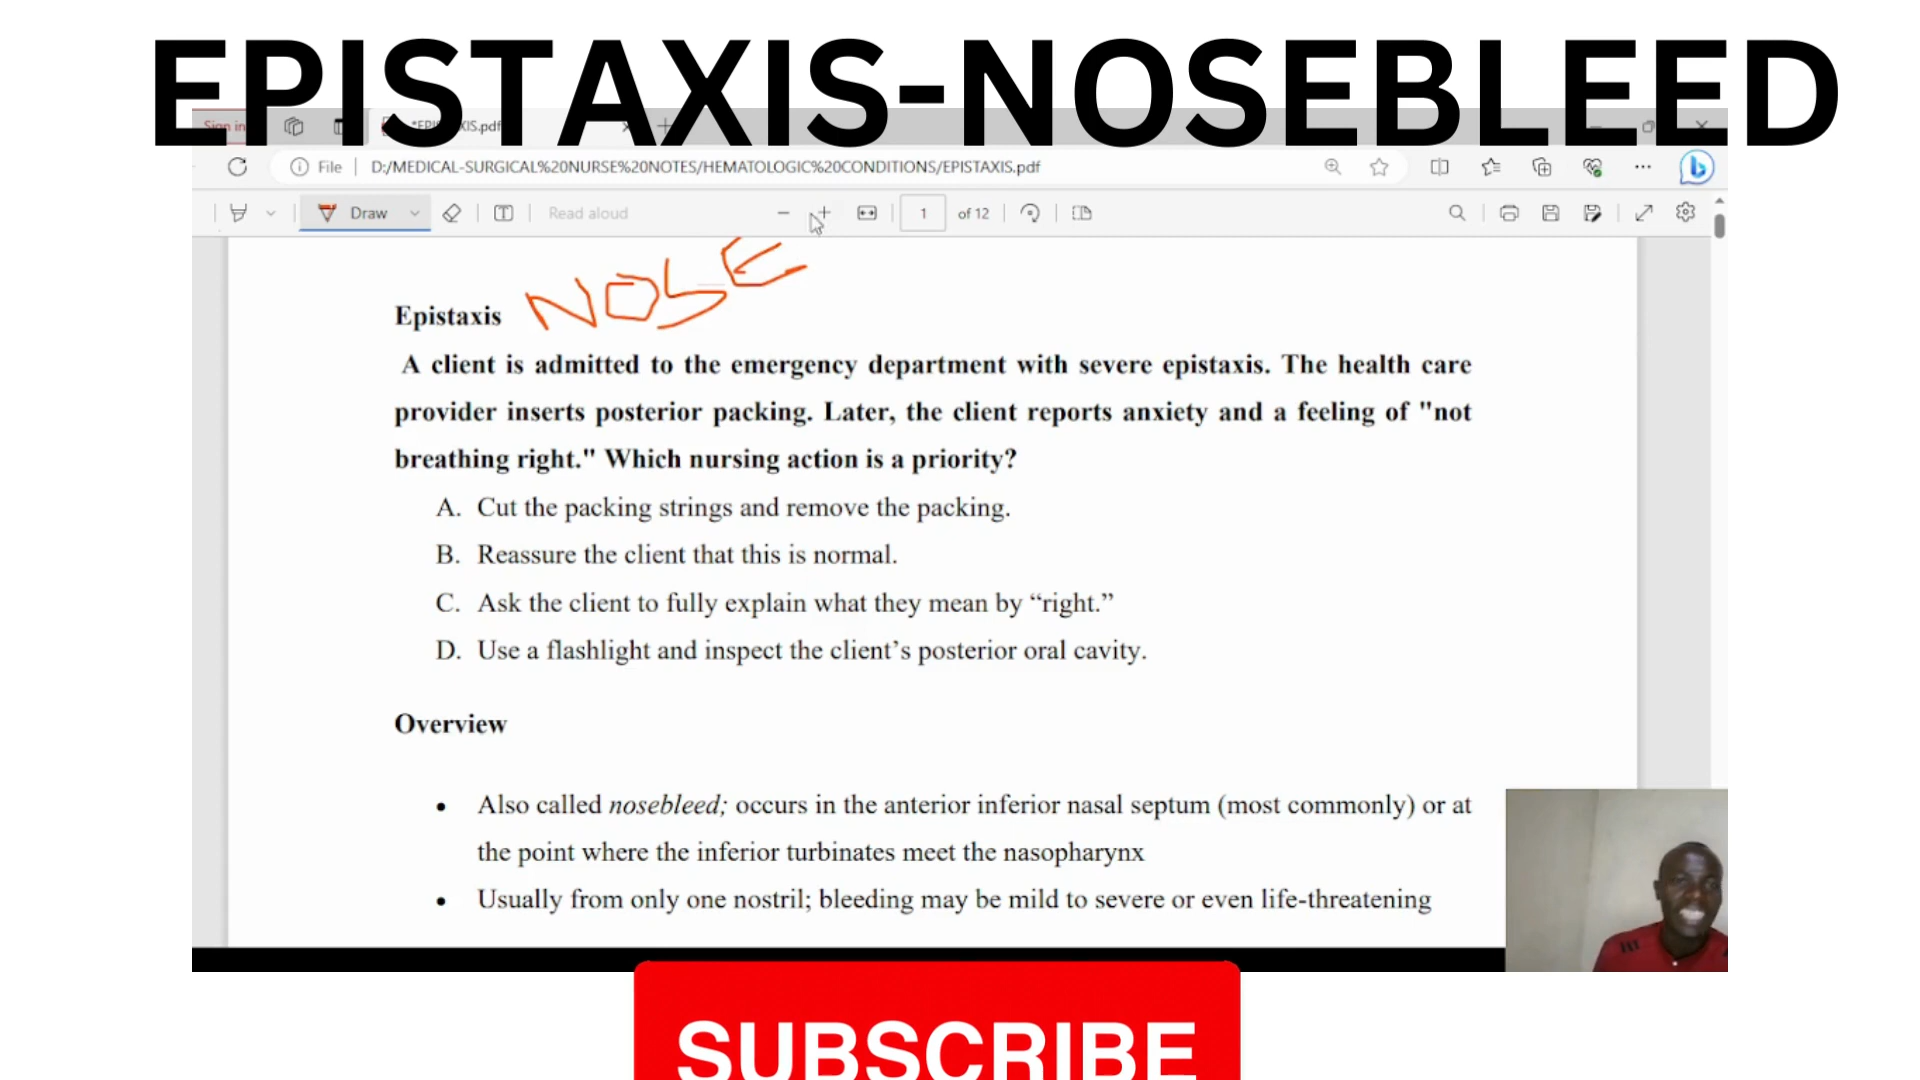 EPISTAXIS-NOSEBLEED
Sign in
File
D:/MEDICAL-SURGICAL%20NURSE%20NOTES/HEMATOLOGIC%20CONDITIONS/EPISTAXIS.pdf
Draw
Read aloud
1 of 12
NOSE
Epistaxis
A client is admitted to the emergency department with severe epistaxis. The health care
provider inserts posterior packing. Later, the client reports anxiety and a feeling of "not
breathing right." Which nursing action is a priority?
A. Cut the packing strings and remove the packing.
B. Reassure the client that this is normal.
C. Ask the client to fully explain what they mean by “right.”
D. Use a flashlight and inspect the client’s posterior oral cavity.
Overview
• Also called nosebleed; occurs in the anterior inferior nasal septum (most commonly) or at
the point where the inferior turbinates meet the nasopharynx
• Usually from only one nostril; bleeding may be mild to severe or even life-threatening
SUBSCRIBE